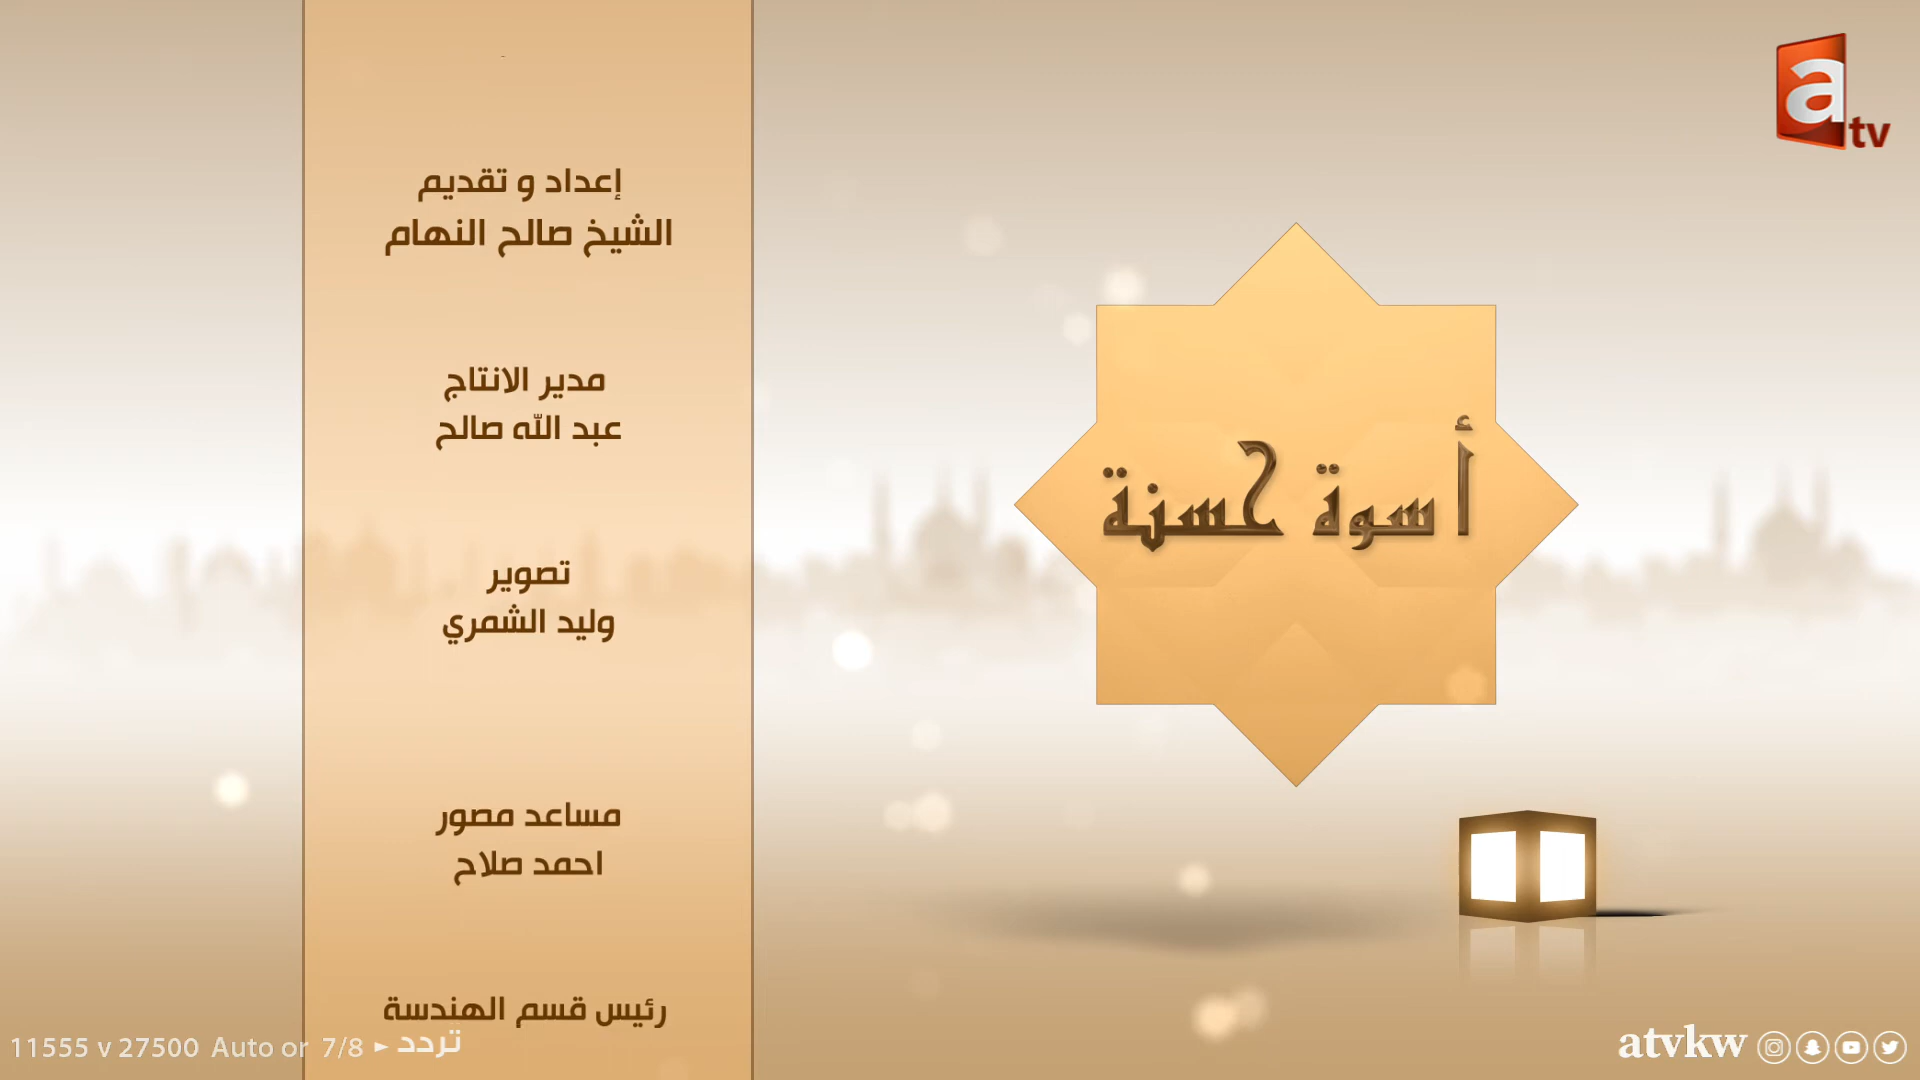 إعداد و تقديم
الشيخ صالح النهام
مدير الانتاج
عبد الله صالح
تصوير
وليد الشمري
مساعد مصور
احمد صلاح
رئيس قسم الهندسة
أسوة حسنة
a tv
تردد ► 11555 v 27500 Auto or 7/8
atvkw